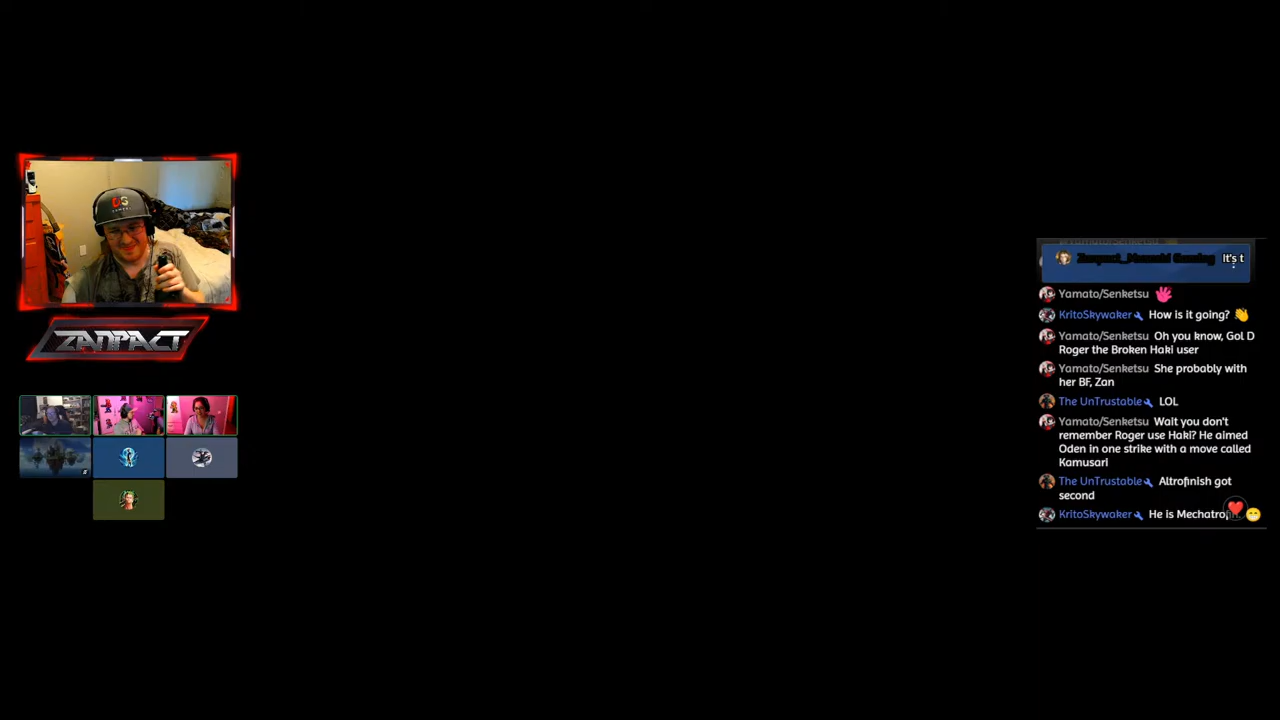 GS
ZANPACT
It's t
Yamato/Senketsu
KritoSkywaker How is it going?
Yamato/Senketsu Oh you know, Gol D
Roger the Broken Haki user
Yamato/Senketsu She probably with
her BF, Zan
The UnTrustable LOL
Yamato/Senketsu Wait you don't
remember Roger use Haki? He aimed
Oden in one strike with a move called
Kamusari
The UnTrustable Altrofinish got
second
KritoSkywaker He is